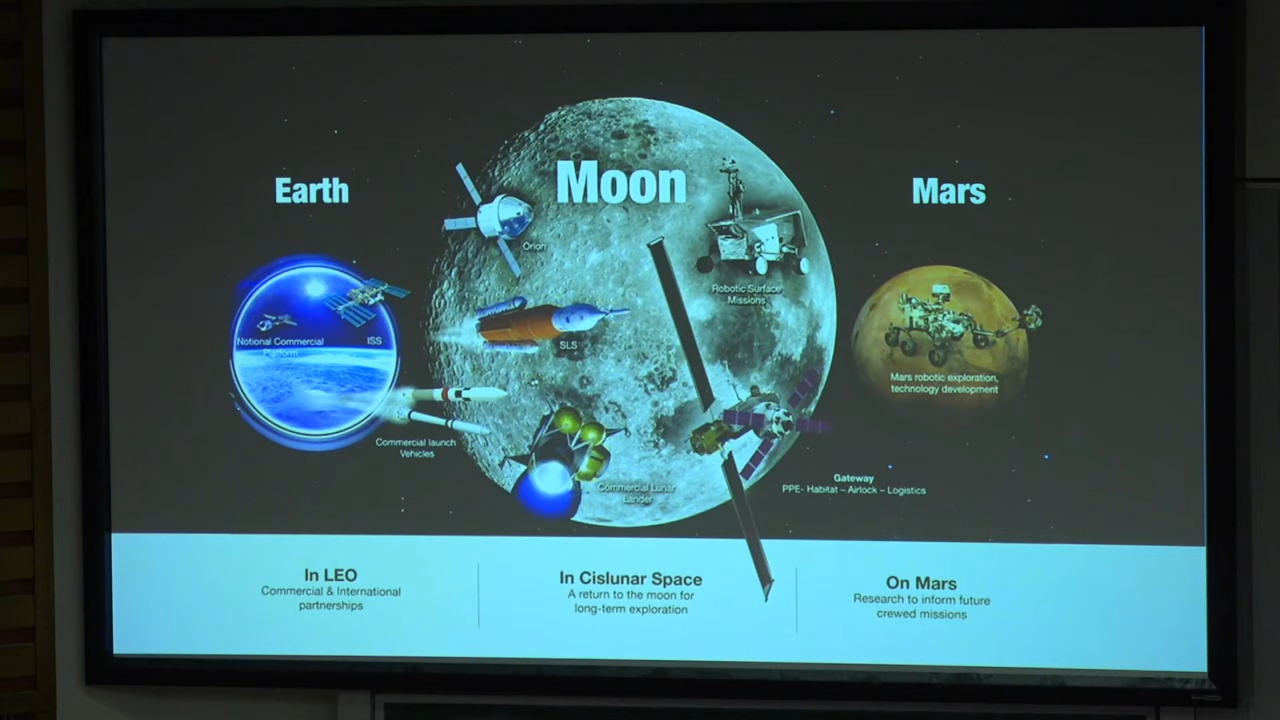 Earth
Moon
Mars
Orion
Robotic Surface
Missions
Notional Commercial
Platform
ISS
SLS
Mars robotic exploration,
technology development
Commercial launch
Vehicles
Commercial Lunar
Lander
Gateway
PPE- Habitat – Airlock – Logistics
In LEO
Commercial & International
partnerships
In Cislunar Space
A return to the moon for
long-term exploration
On Mars
Research to inform future
crewed missions